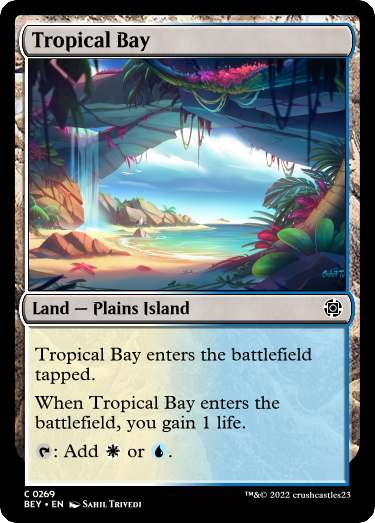 Tropical Bay
Land — Plains Island
Tropical Bay enters the battlefield
tapped.
When Tropical Bay enters the
battlefield, you gain 1 life.
: Add or .
C 0269
BEY • EN Sahil Trivedi
™&© 2022 crushcastles23